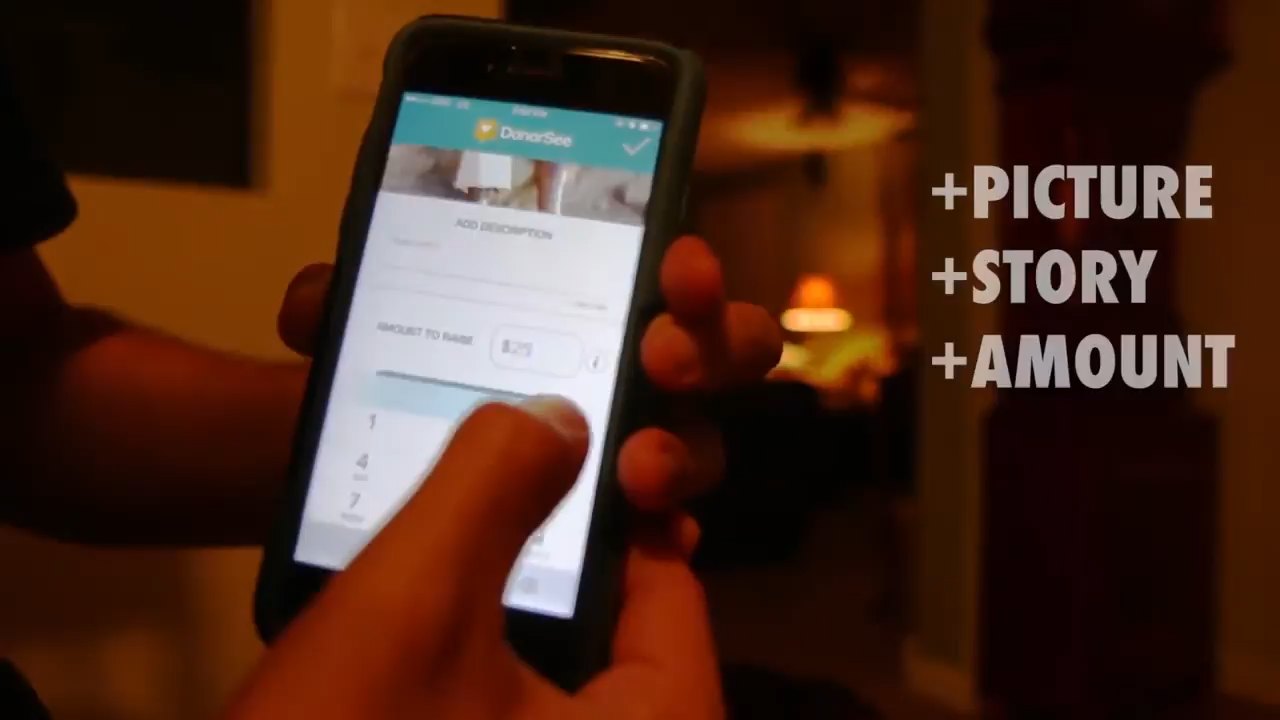 DonorSee
ADD DESCRIPTION
AMOUNT TO RAISE
1
4
7
+PICTURE
+STORY
+AMOUNT